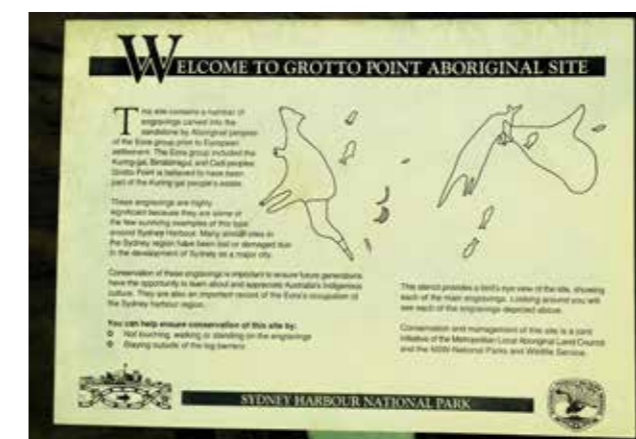 WELCOME TO GROTTO POINT ABORIGINAL SITE
This site contains a number of
engravings carved into the
sandstone by Aboriginal peoples
of the Eora group prior to European
settlement. The Eora group included the
Kuring-gai, and Cadi peoples.
Grotto Point is believed to have been
part of the Kuring-gai people's estate.
These engravings are highly
significant because they are some of
the few surviving examples of this type
around Sydney Harbour. Many similar sites in
the Sydney region have been lost or damaged due
to the development of Sydney as a major city.
Conservation of these engravings is important to ensure future generations
have the opportunity to learn about and appreciate Australia's indigenous
culture. They are also an important record of the Eora's occupation of
the Sydney harbour region.
You can help ensure conservation of this site by:
Not touching, walking or standing on the engravings
Staying outside of the log barriers
This stencil provides a bird's eye view of the site, showing
each of the main engravings. Looking around you will
see each of the engravings depicted above.
Conservation and management of this site is a joint
initiative of the Metropolitan Local Aboriginal Land Council
and the NSW National Parks and Wildlife Service.
SYDNEY HARBOUR NATIONAL PARK